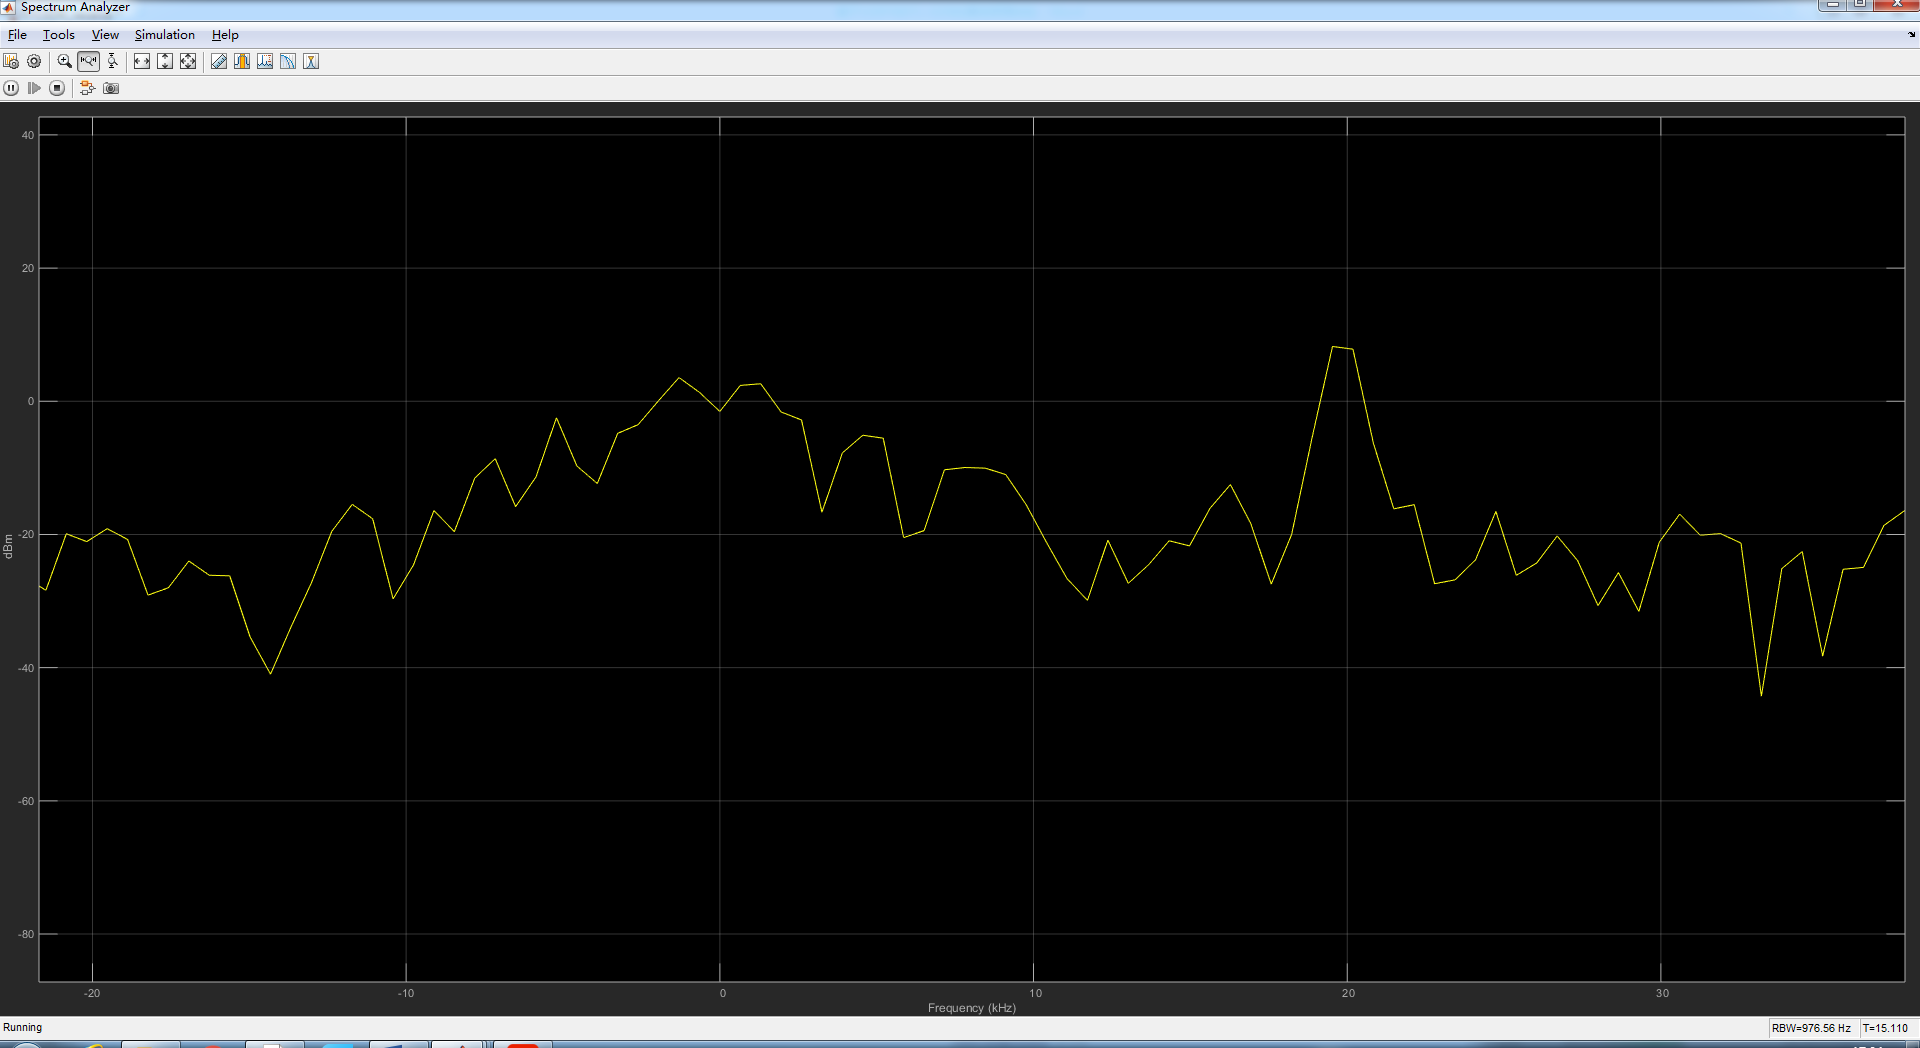 Spectrum Analyzer
File Tools View Simulation Help
40
20
0
-20
-40
-60
-80
dBm
-20 -10 0 10 20 30
Frequency (kHz)
Running
RBW=976.56 Hz T=15.110